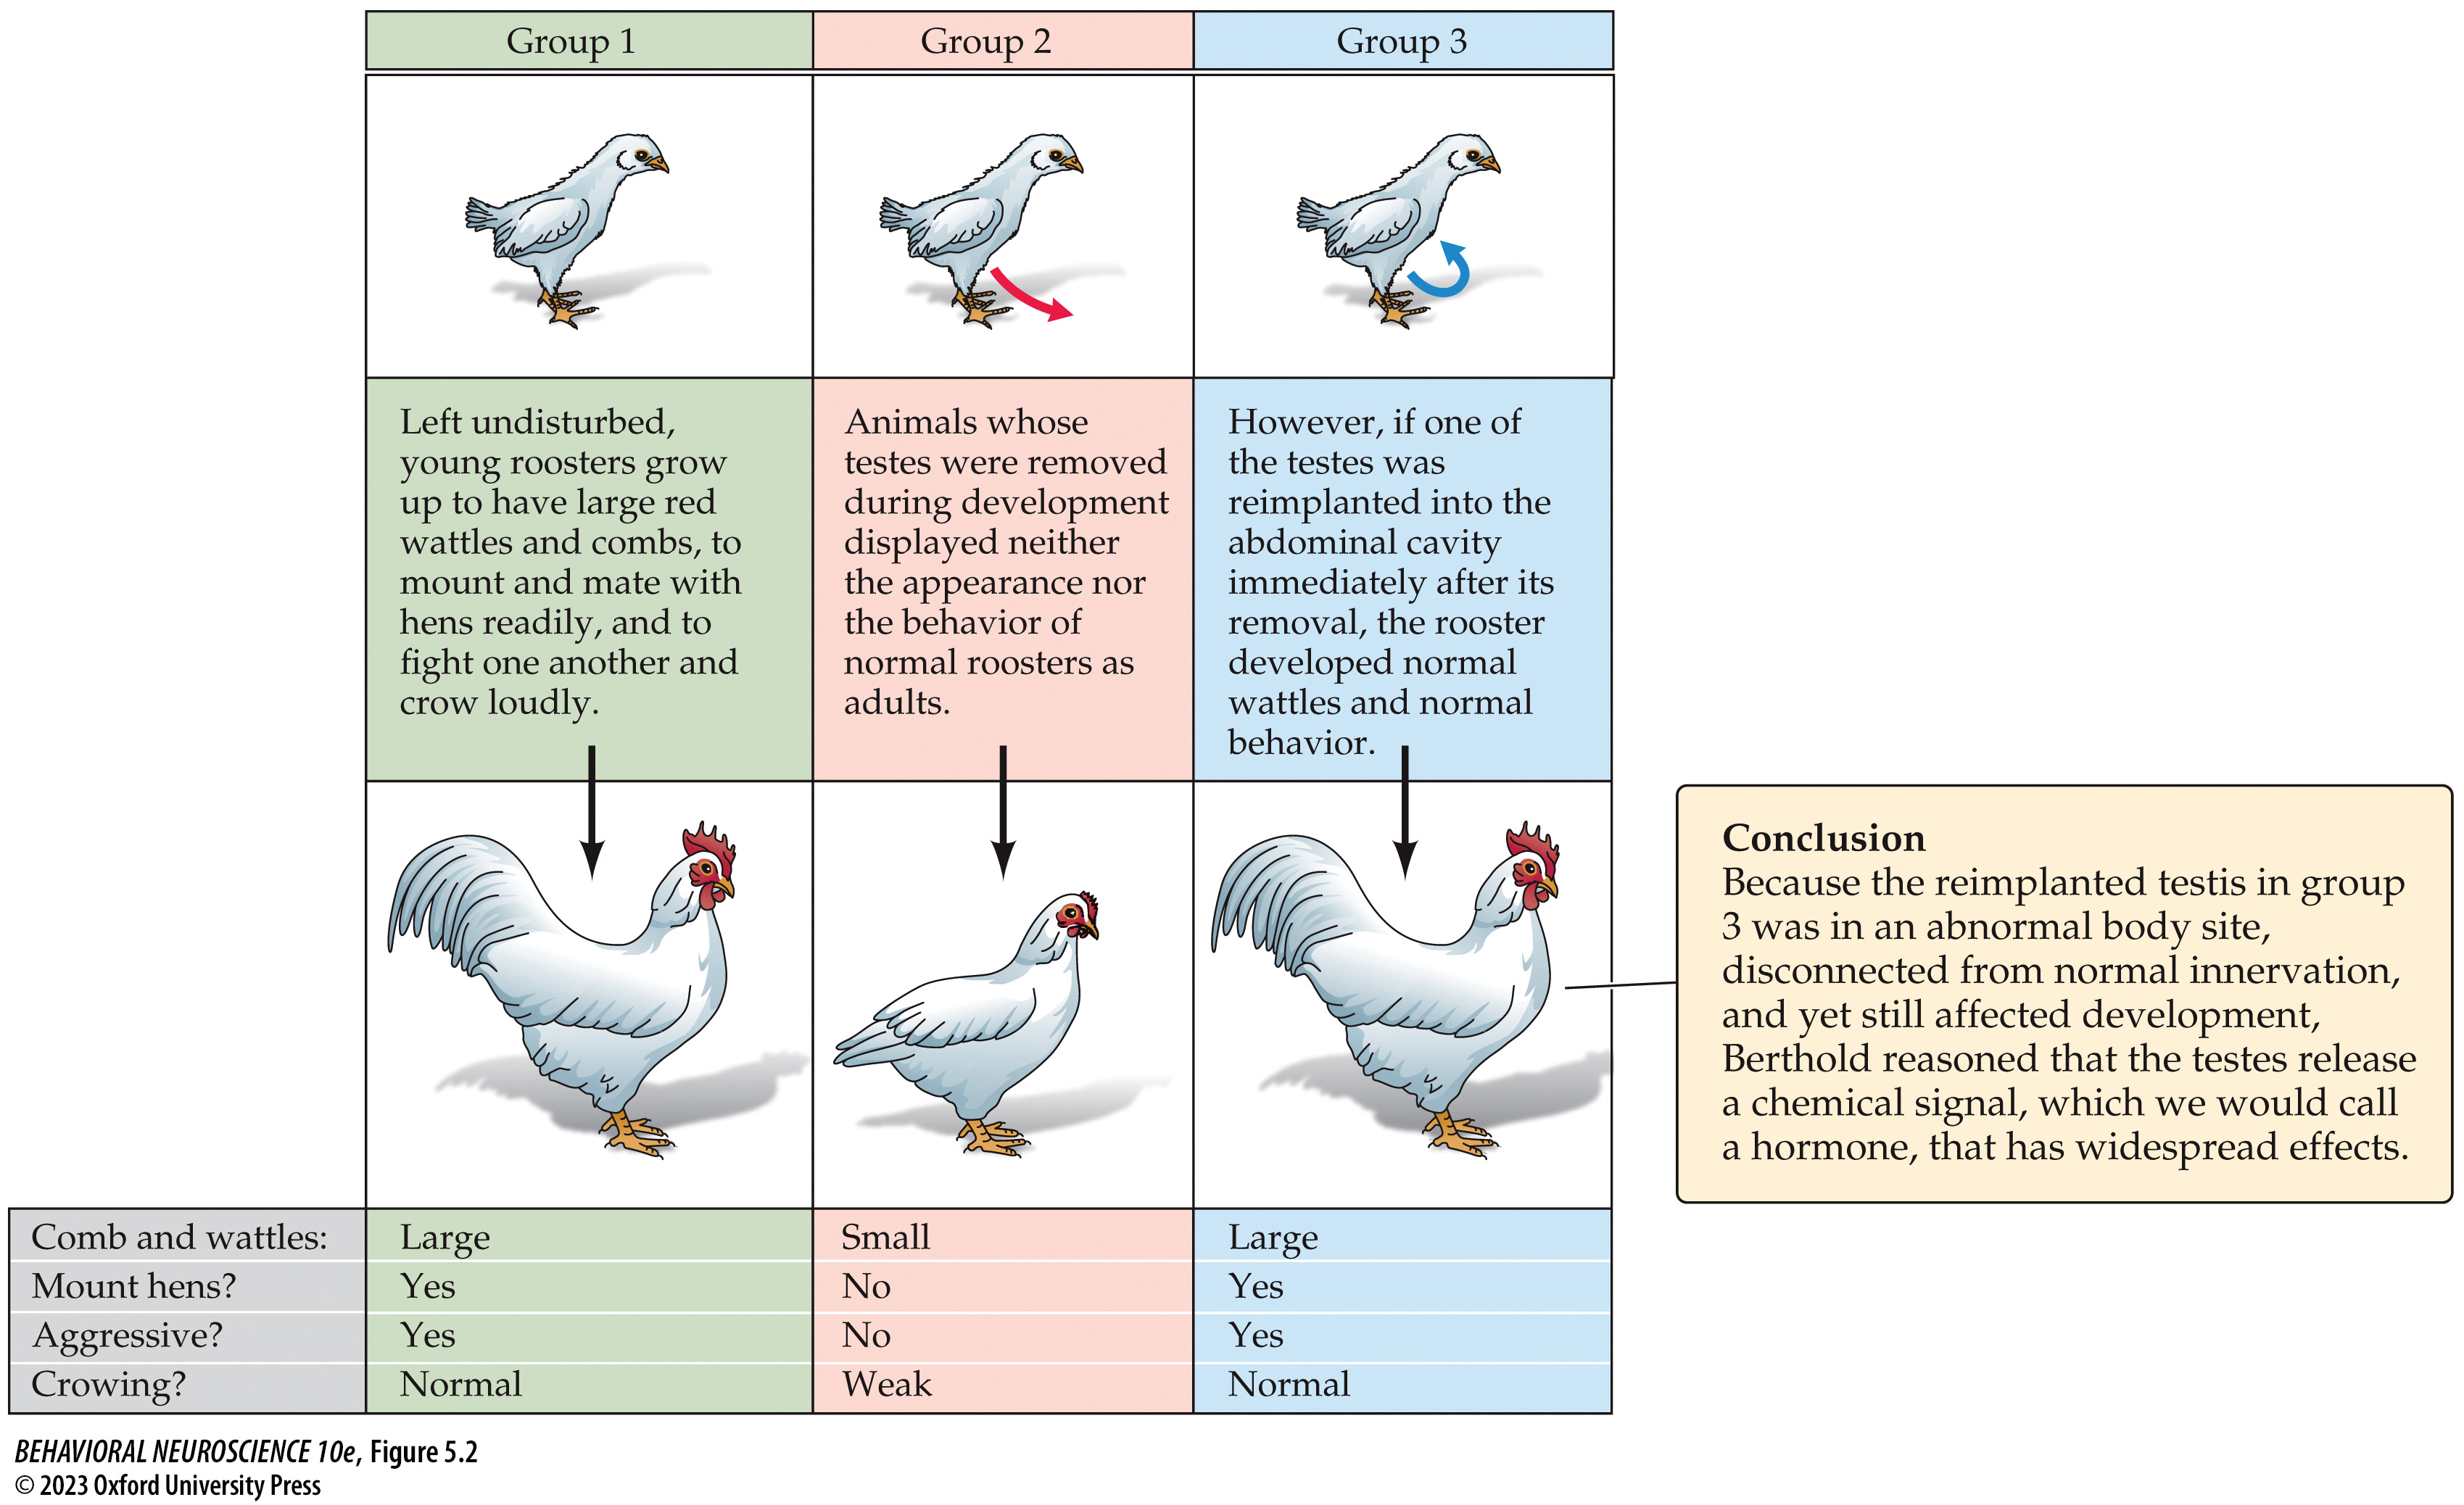 Group 1
Group 2
Group 3
Left undisturbed,
young roosters grow
up to have large red
wattles and combs, to
mount and mate with
hens readily, and to
fight one another and
crow loudly.
Animals whose
testes were removed
during development
displayed neither
the appearance nor
the behavior of
normal roosters as
adults.
However, if one of
the testes was
reimplanted into the
abdominal cavity
immediately after its
removal, the rooster
developed normal
wattles and normal
behavior.
Conclusion
Because the reimplanted testis in group
3 was in an abnormal body site,
disconnected from normal innervation,
and yet still affected development,
Berthold reasoned that the testes release
a chemical signal, which we would call
a hormone, that has widespread effects.
Comb and wattles: Large Small Large
Mount hens? Yes No Yes
Aggressive? Yes No Yes
Crowing? Normal Weak Normal
BEHAVIORAL NEUROSCIENCE 10e, Figure 5.2
© 2023 Oxford University Press